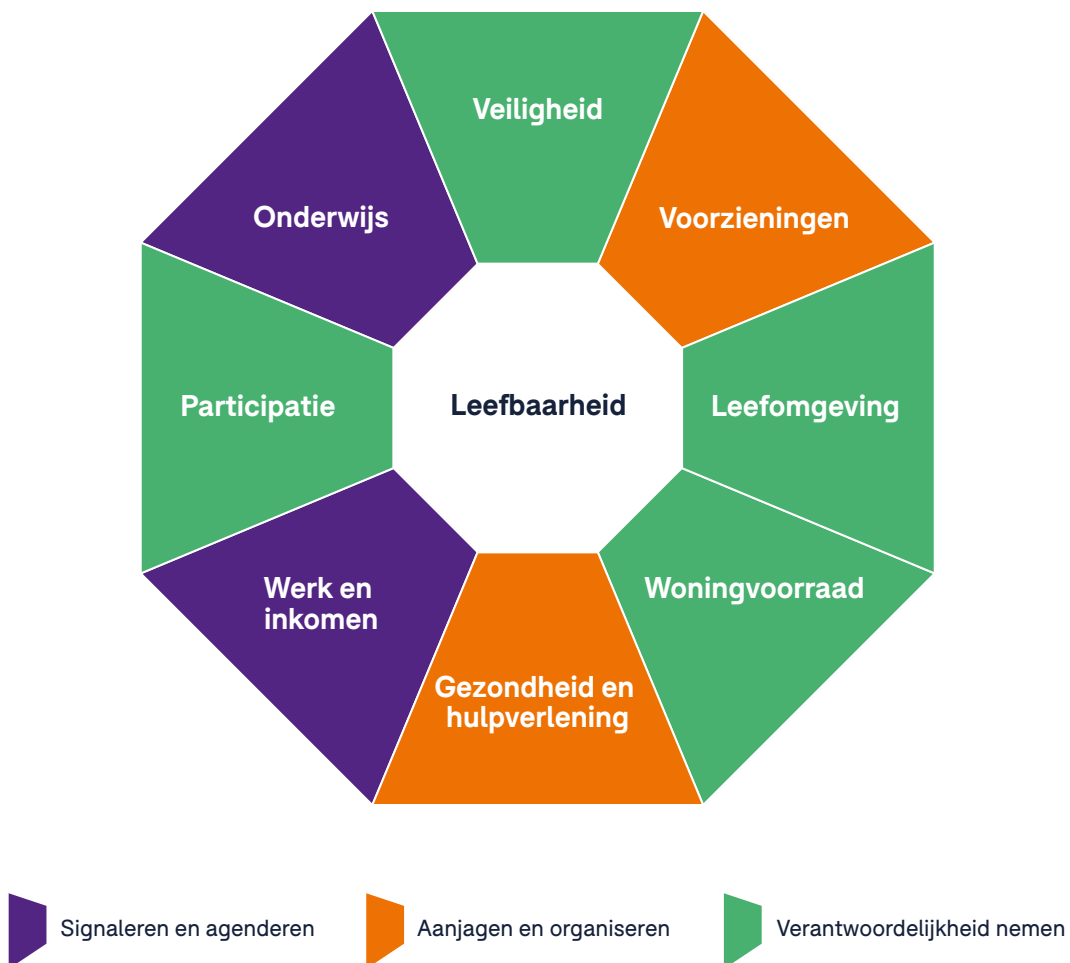 Veiligheid
Onderwijs
Voorzieningen
Participatie
Leefbaarheid
Leefomgeving
Werk en
inkomen
Woningvoorraad
Gezondheid en
hulpverlening
Signaleren en agenderen
Aanjagen en organiseren
Verantwoordelijkheid nemen